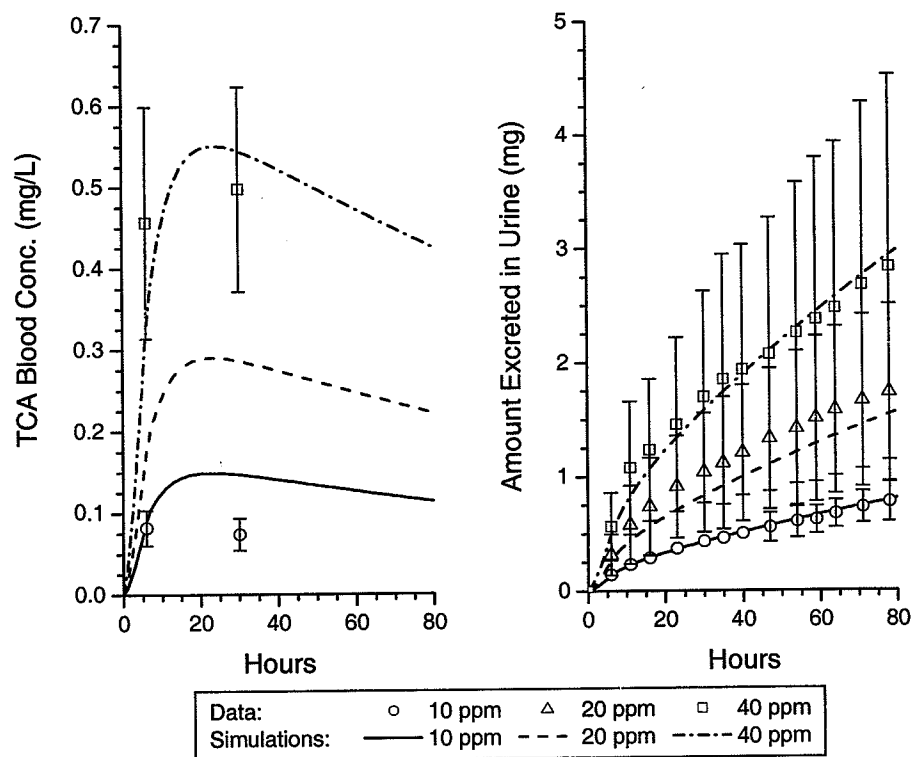 TCA Blood Conc. (mg/L)
0.7
0.6
0.5
0.4
0.3
0.2
0.1
0.0
0 20 40 60 80
Hours
Amount Excreted in Urine (mg)
5
4
3
2
1
0
0 20 40 60 80
Hours
Data: 10 ppm 20 ppm 40 ppm
Simulations: 10 ppm 20 ppm 40 ppm